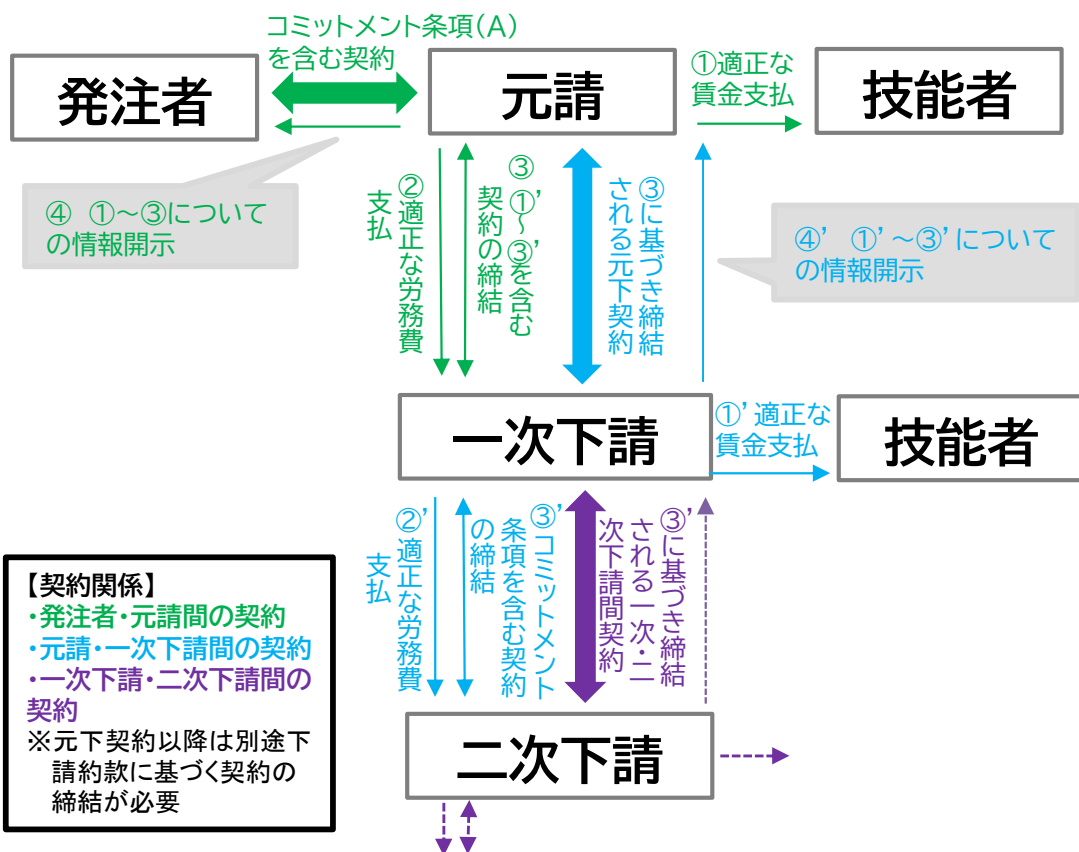 コミットメント条項(A)
を含む契約
発注者
元請
①適正な
賃金支払
技能者
④ ①~③について
の情報開示
②適正な労務費
支払
③ ①’~③’を含む
契約の締結
③に基づき締結
される元下契約
④’ ①’~③’について
の情報開示
一次下請
①’適正な
賃金支払
技能者
②’適正な労務費
支払
③’コミットメント
条項を含む契約
の締結
③’に基づき締結
される一次・二
次下請間契約
二次下請
【契約関係】
・発注者・元請間の契約
・元請・一次下請間の契約
・一次下請・二次下請間の
契約
※元下契約以降は別途下
請約款に基づく契約の
締結が必要